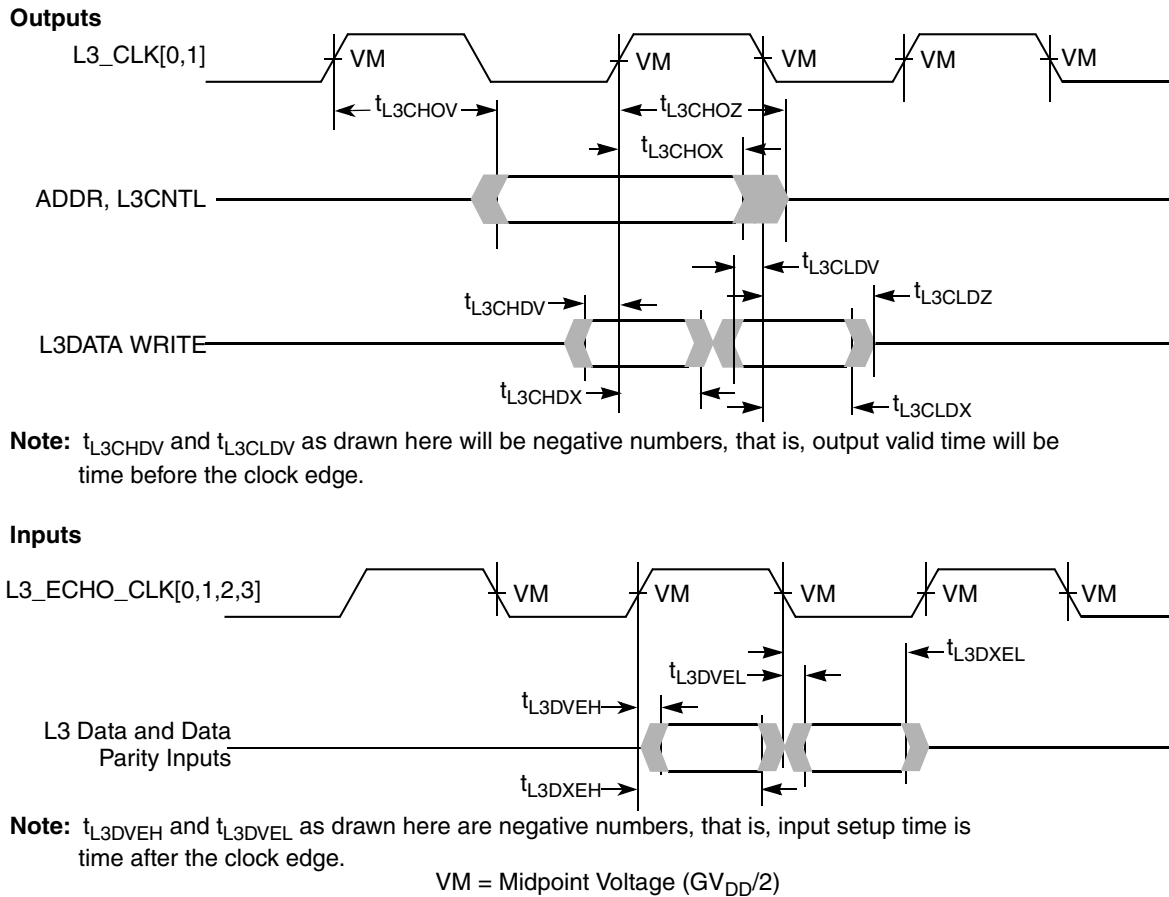 Outputs
L3_CLK[0,1]
VM
VM
VM
VM
VM
tL3CHOV
tL3CHOZ
tL3CHOX
ADDR, L3CNTL
tL3CLDV
tL3CHDV
tL3CLDZ
L3DATA WRITE
tL3CHDX
tL3CLDX
Note: tL3CHDV and tL3CLDV as drawn here will be negative numbers, that is, output valid time will be
time before the clock edge.
Inputs
L3_ECHO_CLK[0,1,2,3]
VM
VM
VM
VM
VM
tL3DXEL
tL3DVEL
tL3DVEH
L3 Data and Data
Parity Inputs
tL3DXEH
Note: tL3DVEH and tL3DVEL as drawn here are negative numbers, that is, input setup time is
time after the clock edge.
VM = Midpoint Voltage (GVDD/2)